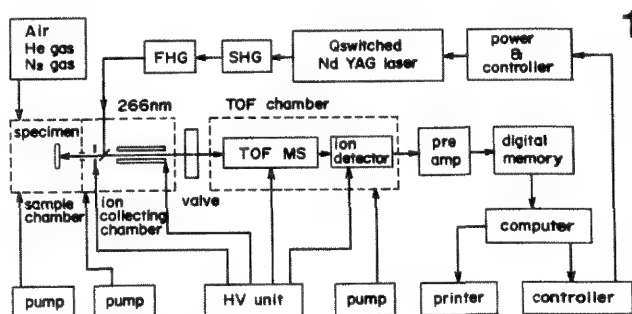 Air
He gas
N₂ gas
FHG
SHG
Qswitched
Nd YAG laser
power
&
controller
266nm
TOF chamber
specimen
TOF MS
ion
detector
pre
amp
digital
memory
sample
chamber
ion
collecting
chamber
valve
computer
pump
pump
HV unit
pump
printer
controller